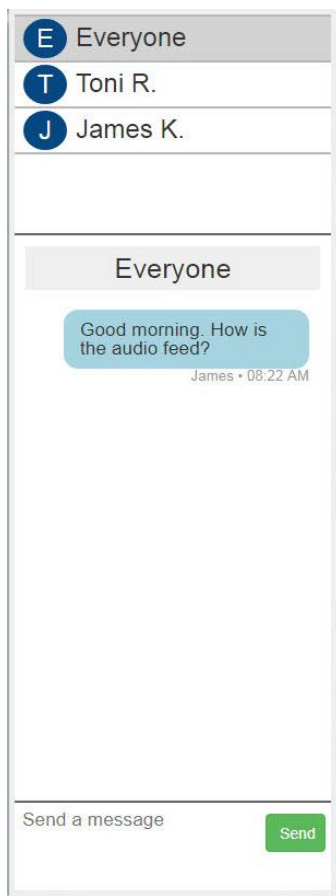 E Everyone
T Toni R.
J James K.
Everyone
Good morning. How is
the audio feed?
James • 08:22 AM
Send a message
Send